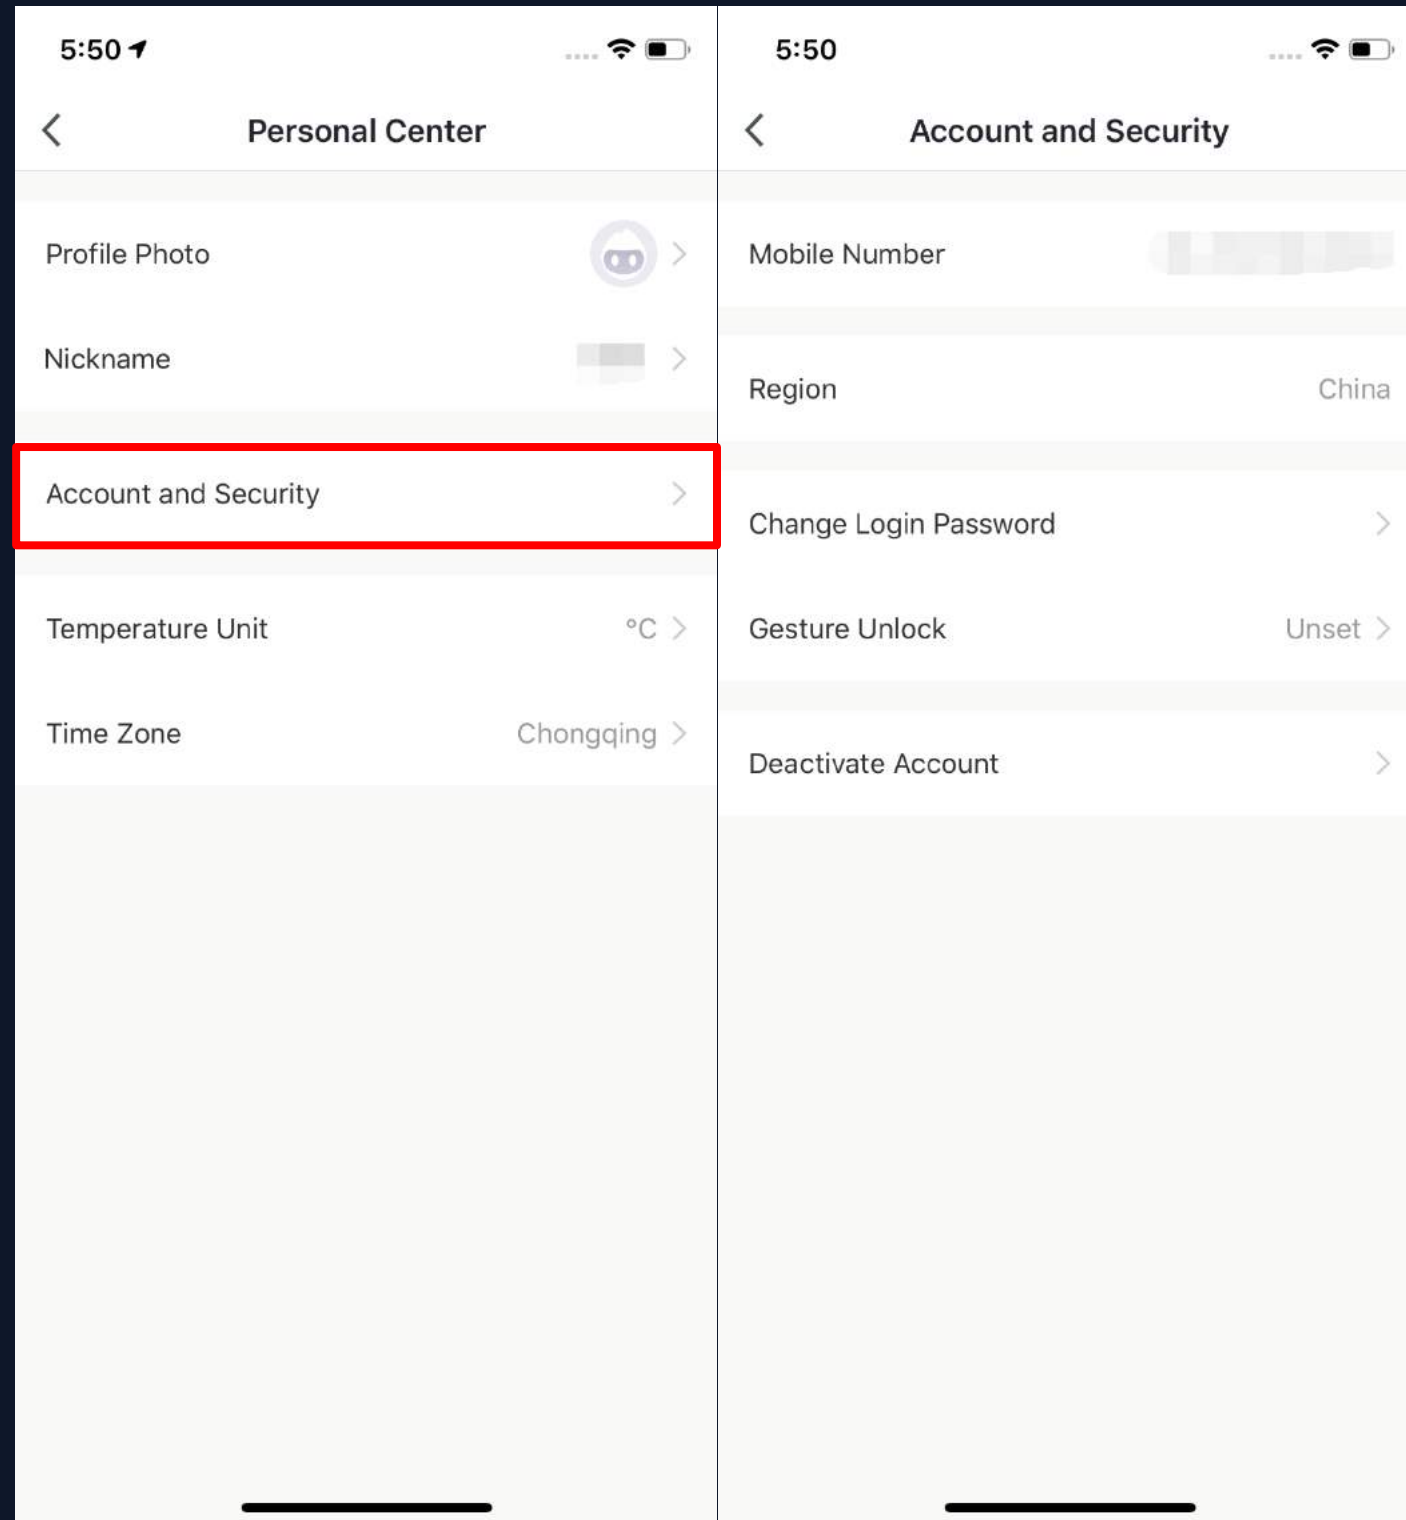 5:50
Personal Center
Profile Photo
Nickname
Account and Security
Temperature Unit °C
Time Zone Chongqing
5:50
Account and Security
Mobile Number
Region China
Change Login Password
Gesture Unlock Unset
Deactivate Account